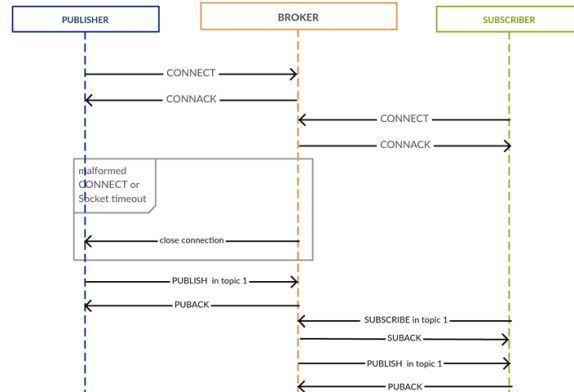 PUBLISHER
BROKER
SUBSCRIBER
CONNECT
CONNACK
CONNECT
CONNACK
malformed
CONNECT or
Socket timeout
close connection
PUBLISH in topic 1
PUBACK
SUBSCRIBE in topic 1
SUBACK
PUBLISH in topic 1
PUBACK